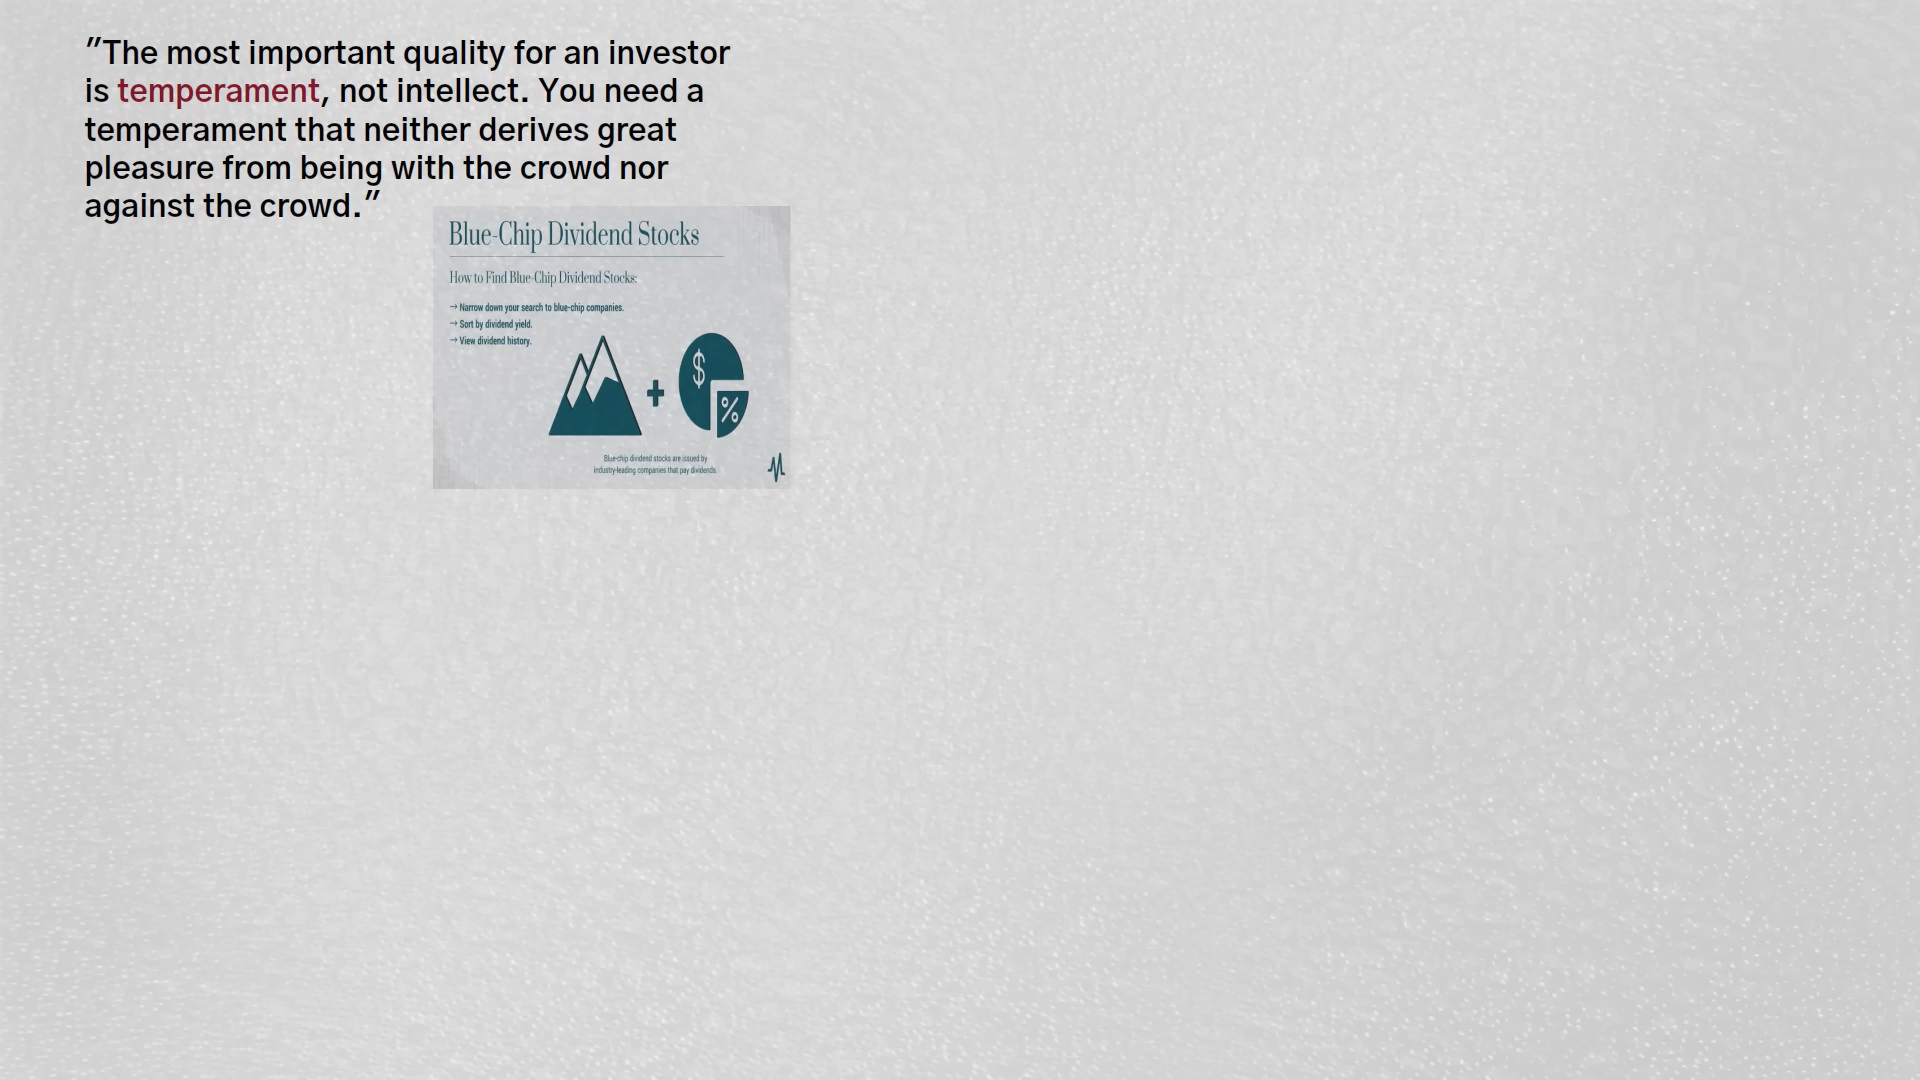 "The most important quality for an investor
is temperament, not intellect. You need a
temperament that neither derives great
pleasure from being with the crowd nor
against the crowd."
Blue-Chip Dividend Stocks
How to Find Blue-Chip Dividend Stocks:
→ Narrow down your search to blue-chip companies.
→ Sort by dividend yield.
→ View dividend history.
$
+
%
Blue-chip dividend stocks are issued by
industry-leading companies that pay dividends.